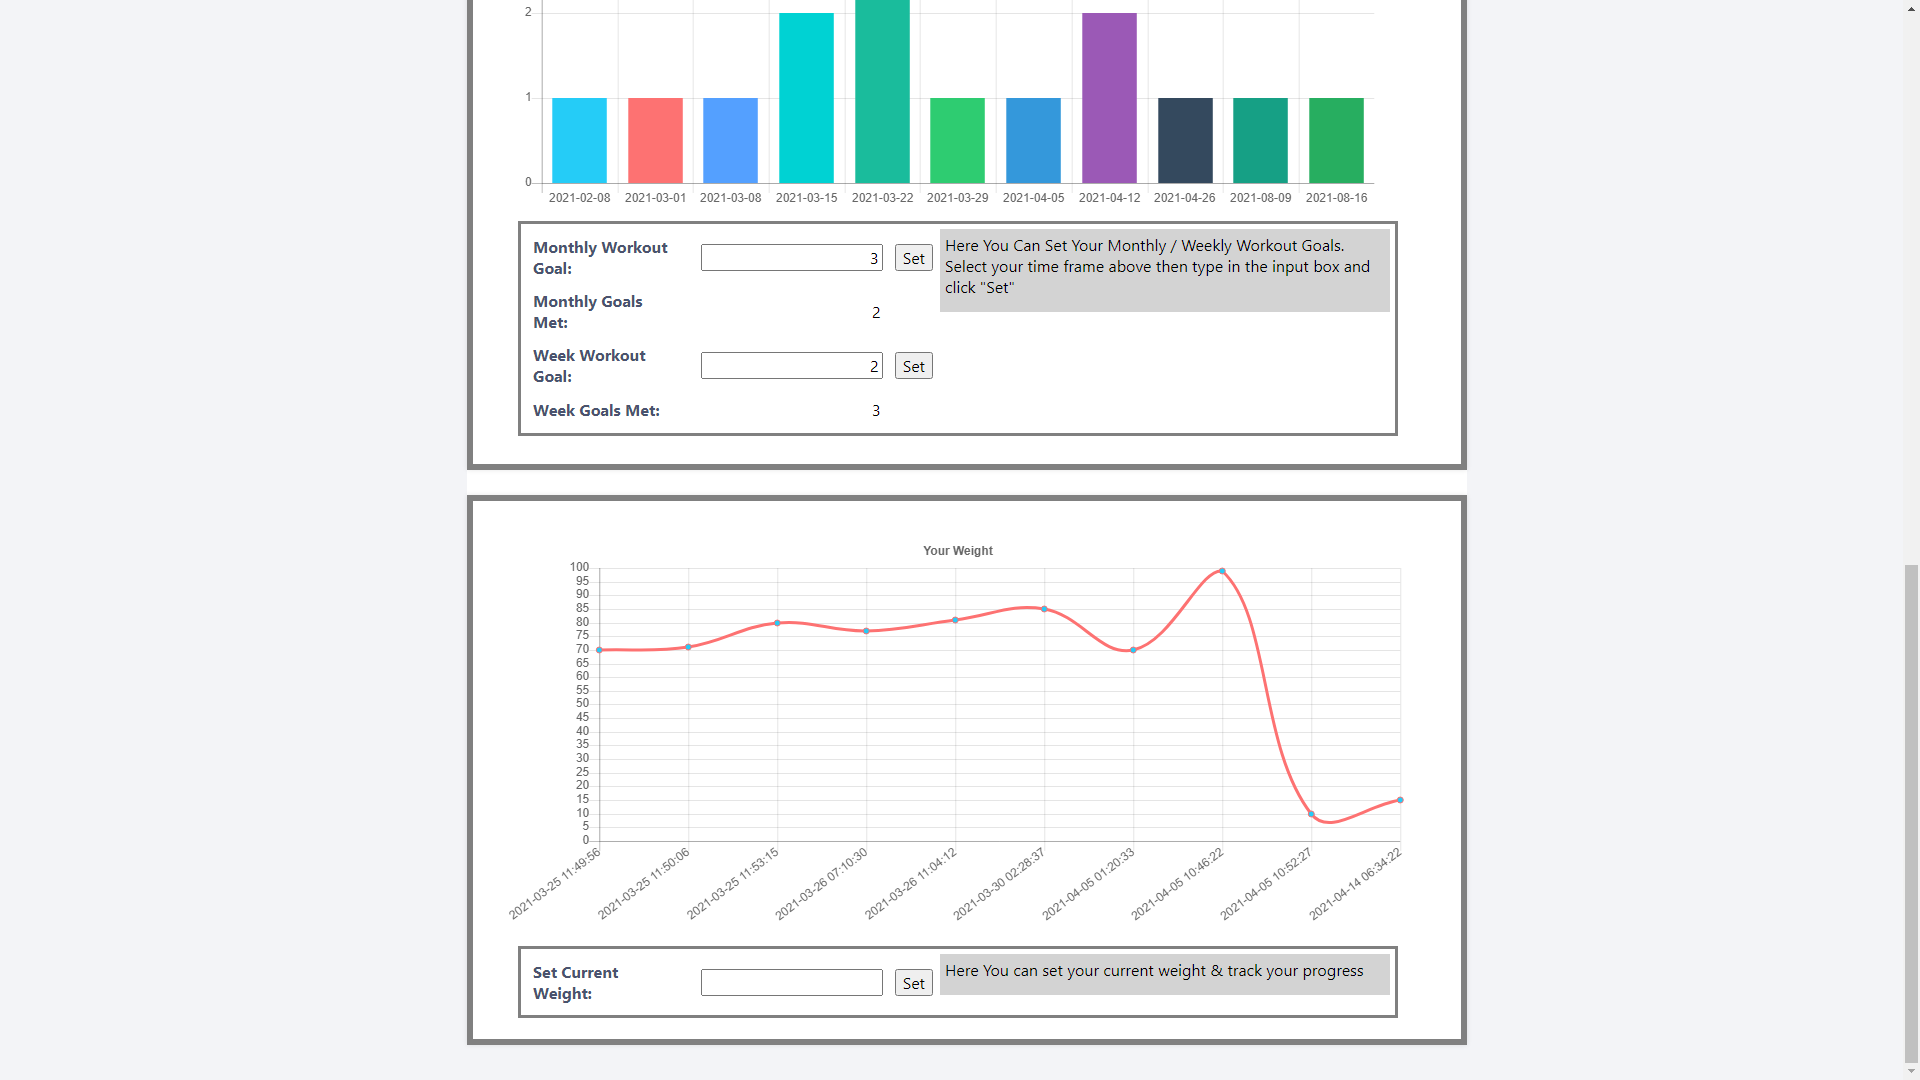 2
1
0
2021-02-08 2021-03-01 2021-03-08 2021-03-15 2021-03-22 2021-03-29 2021-04-05 2021-04-12 2021-04-26 2021-08-09 2021-08-16
Monthly Workout
Goal:
3
Set
Here You Can Set Your Monthly / Weekly Workout Goals.
Select your time frame above then type in the input box and
click "Set"
Monthly Goals
Met:
2
Week Workout
Goal:
2
Set
Week Goals Met:
3
Your Weight
100
95
90
85
80
75
70
65
60
55
50
45
40
35
30
25
20
15
10
5
0
2021-03-25 11:49:56
2021-03-25 11:50:06
2021-03-25 11:53:15
2021-03-26 07:10:30
2021-03-26 11:04:12
2021-03-30 02:28:37
2021-04-05 01:20:33
2021-04-05 10:46:22
2021-04-05 10:52:27
2021-04-14 06:34:22
Set Current
Weight:
Set
Here You can set your current weight & track your progress